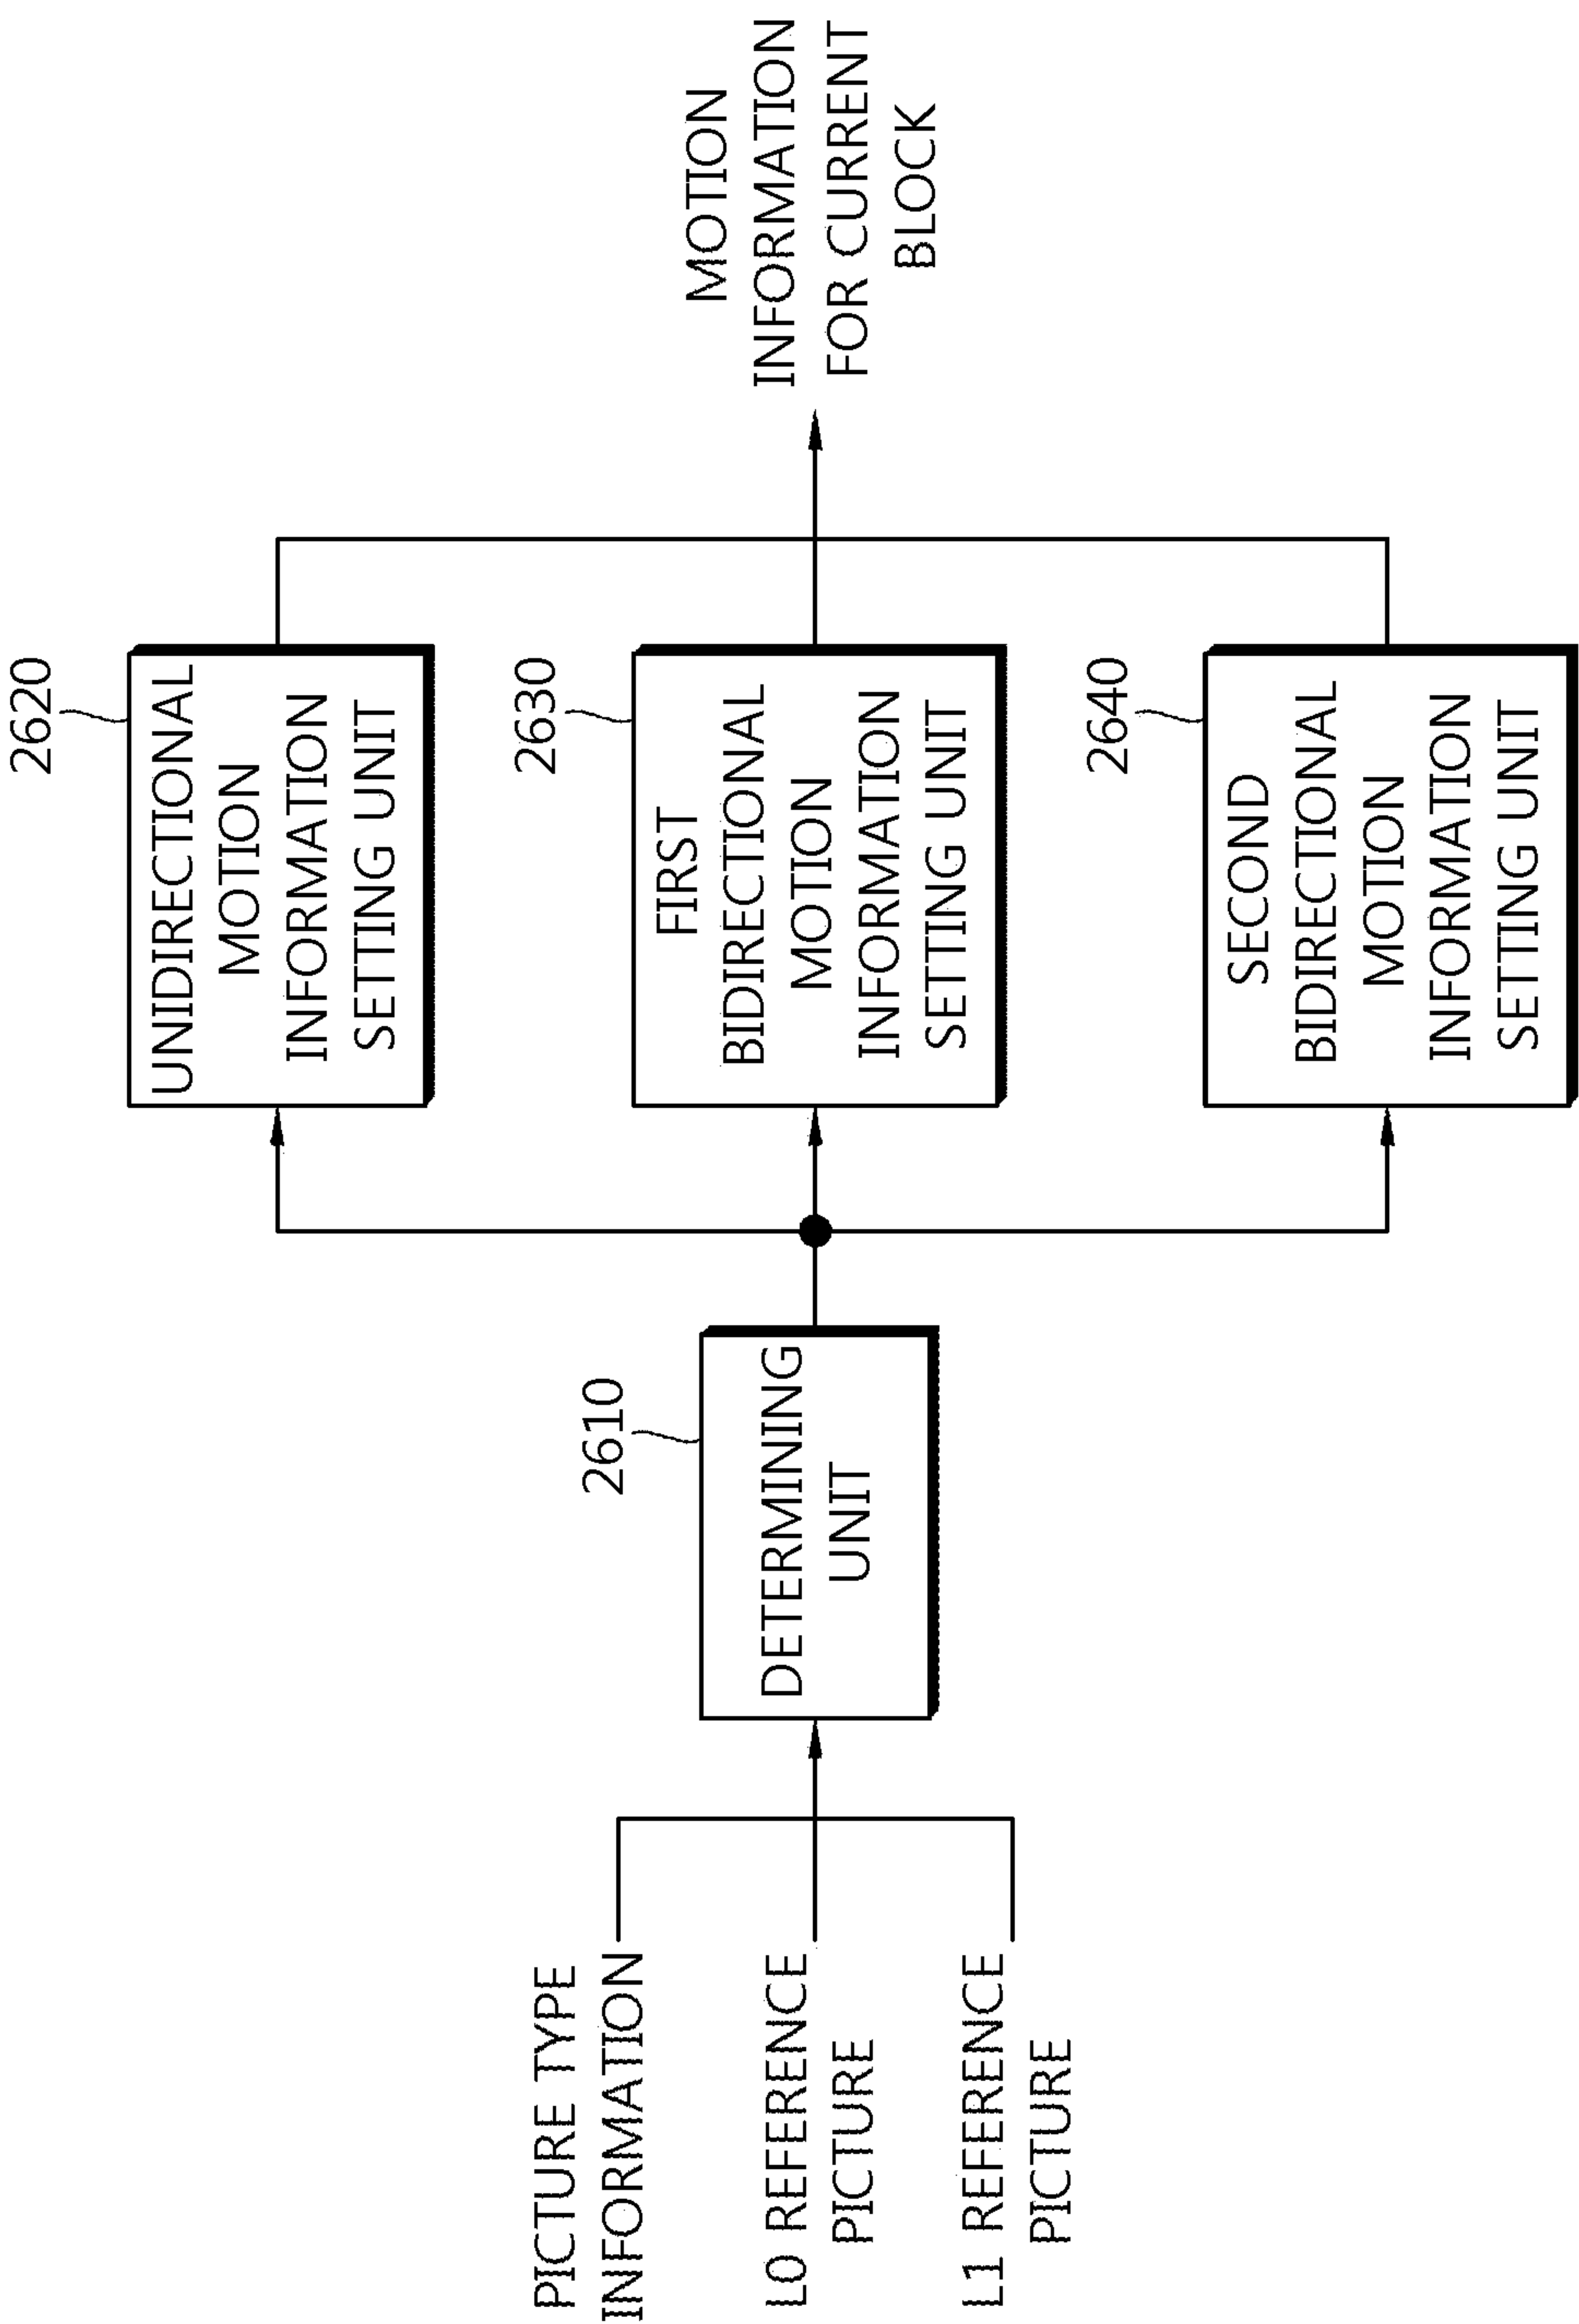 PICTURE TYPE
INFORMATION
L0 REFERENCE
PICTURE
L1 REFERENCE
PICTURE
2610
DETERMINING
UNIT
2620
UNIDIRECTIONAL
MOTION
INFORMATION
SETTING UNIT
2630
FIRST
BIDIRECTIONAL
MOTION
INFORMATION
SETTING UNIT
2640
SECOND
BIDIRECTIONAL
MOTION
INFORMATION
SETTING UNIT
MOTION
INFORMATION
FOR CURRENT
BLOCK